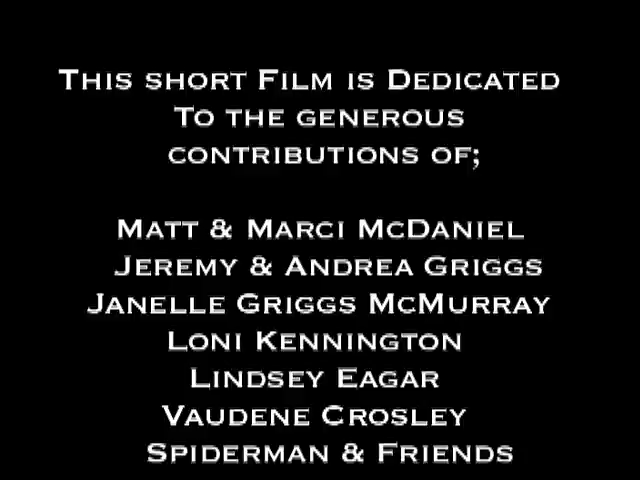 This short Film is Dedicated
To the generous
contributions of;
Matt & Marci McDaniel
Jeremy & Andrea Griggs
Janelle Griggs McMurray
Loni Kennington
Lindsey Eagar
Vaudene Crosley
Spiderman & Friends